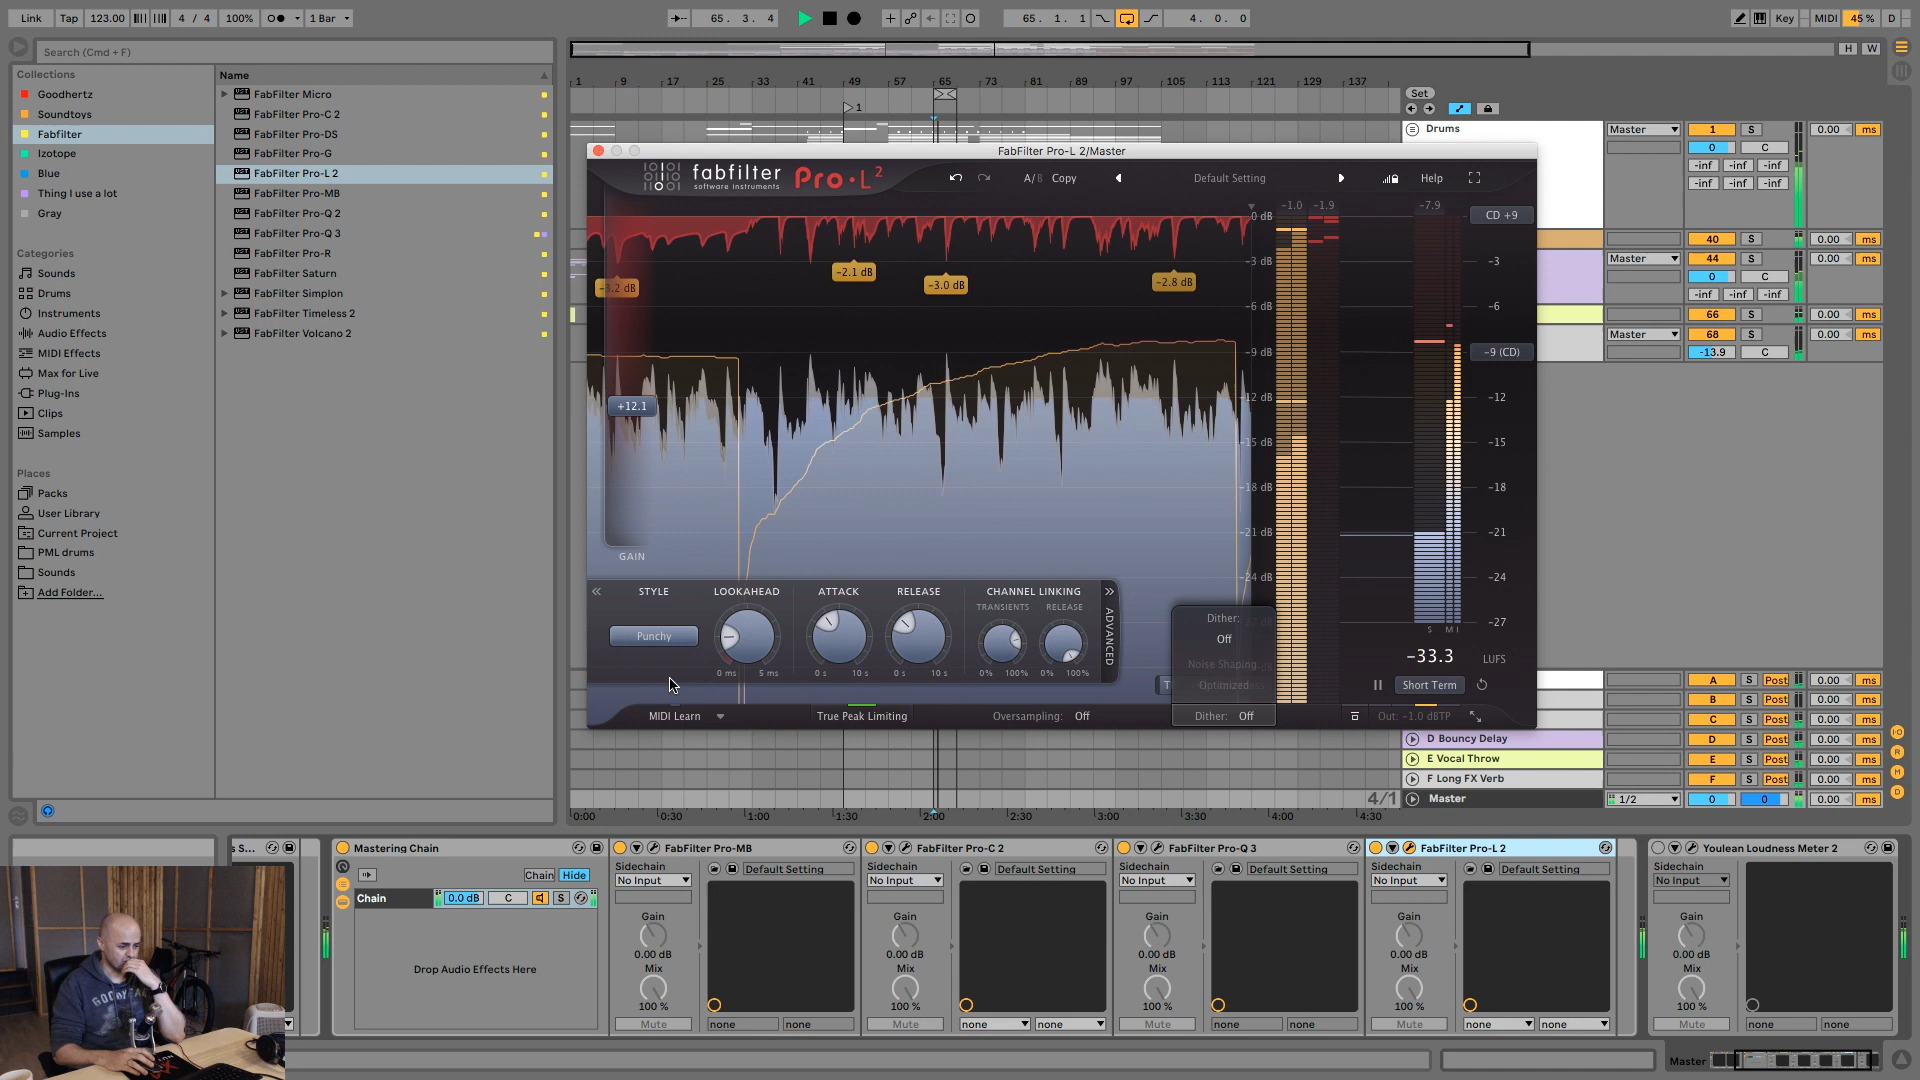 Link Tap 123.00 4 / 4 100% 1 Bar 65. 3. 4 65. 1. 1 4. 0. 0 Key MIDI 45 % D
Search (Cmd + F)
H W
Collections
Goodhertz
Soundtoys
Fabfilter
Izotope
Blue
Thing I use a lot
Gray
Categories
Sounds
Drums
Instruments
Audio Effects
MIDI Effects
Max for Live
Plug-Ins
Clips
Samples
Places
Packs
User Library
Current Project
PML drums
Sounds
Add Folder...
Name
FabFilter Micro
FabFilter Pro-C 2
FabFilter Pro-DS
FabFilter Pro-G
FabFilter Pro-L 2
FabFilter Pro-MB
FabFilter Pro-Q 2
FabFilter Pro-Q 3
FabFilter Pro-R
FabFilter Saturn
FabFilter Simplon
FabFilter Timeless 2
FabFilter Volcano 2
1 9 17 25 33 41 49 57 65 73 81 89 97 105 113 121 129 137
Set
1
Drums
Master 1 S 0.00 ms
0 C
-inf -inf -inf
-inf -inf -inf
40 S 0.00 ms
Master 44 S 0.00 ms
0 C
-inf -inf -inf
66 S 0.00 ms
Master 68 S 0.00 ms
-13.9 C
FabFilter Pro-L 2/Master
fabfilter
software instruments
Pro·L2
A/B Copy Default Setting Help
-1.0 -1.9 -7.9
CD +9
0 dB
-3 dB
-6 dB
-9 dB
-12 dB
-15 dB
-18 dB
-21 dB
-24 dB
-3
-6
-9 (CD)
-12
-15
-18
-21
-24
-27
S M I
-3.2 dB
-2.1 dB
-3.0 dB
-2.8 dB
+12.1
GAIN
STYLE LOOKAHEAD ATTACK RELEASE CHANNEL LINKING
TRANSIENTS RELEASE
Punchy
0 ms 5 ms 0 s 10 s 0 s 10 s 0% 100% 0% 100%
ADVANCED
Dither:
Off
Noise Shaping
Optimized
-33.3 LUFS
Short Term
MIDI Learn True Peak Limiting Oversampling: Off Dither: Off Out: -1.0 dBTP
A S Post 0.00 ms
B S Post 0.00 ms
C S Post 0.00 ms
D Bouncy Delay D S Post 0.00 ms
E Vocal Throw E S Post 0.00 ms
F Long FX Verb F S Post 0.00 ms
4/1 Master 1/2 0 0 0.00 ms
0:00 0:30 1:00 1:30 2:00 2:30 3:00 3:30 4:00 4:30
s S...
Mastering Chain
Chain Hide
Chain 0.0 dB C S
Drop Audio Effects Here
FabFilter Pro-MB
Sidechain
No Input
Default Setting
Gain
0.00 dB
Mix
100 %
Mute
none none
FabFilter Pro-C 2
Sidechain
No Input
Default Setting
Gain
0.00 dB
Mix
100 %
Mute
none none
FabFilter Pro-Q 3
Sidechain
No Input
Default Setting
Gain
0.00 dB
Mix
100 %
Mute
none none
FabFilter Pro-L 2
Sidechain
No Input
Default Setting
Gain
0.00 dB
Mix
100 %
Mute
none none
Youlean Loudness Meter 2
Sidechain
No Input
Gain
0.00 dB
Mix
100 %
Mute
none none
Master